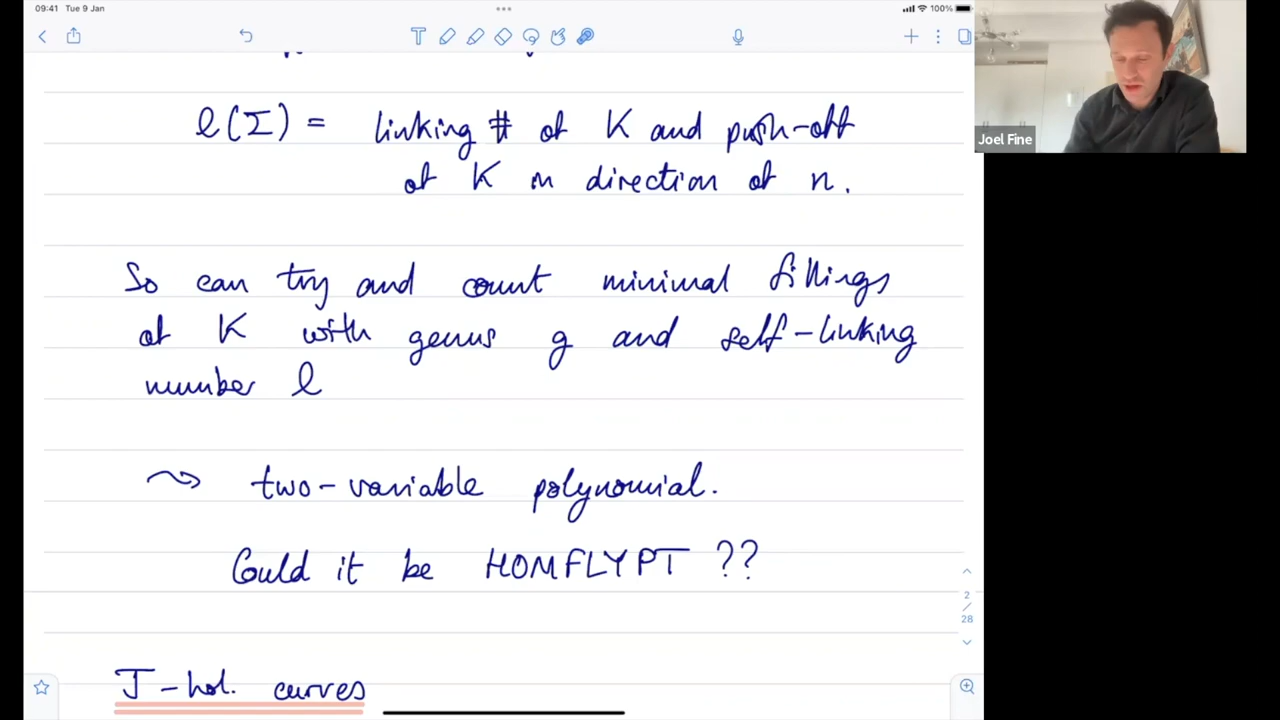 09:41 Tue 9 Jan
100%
l(Σ) = linking # of K and push-off
of K in direction of n.
So can try and count minimal fillings
of K with genus g and self-linking
number l
⤳ two-variable polynomial.
Could it be HOMFLYPT ??
J-hol. curves
2
/
28
Joel Fine